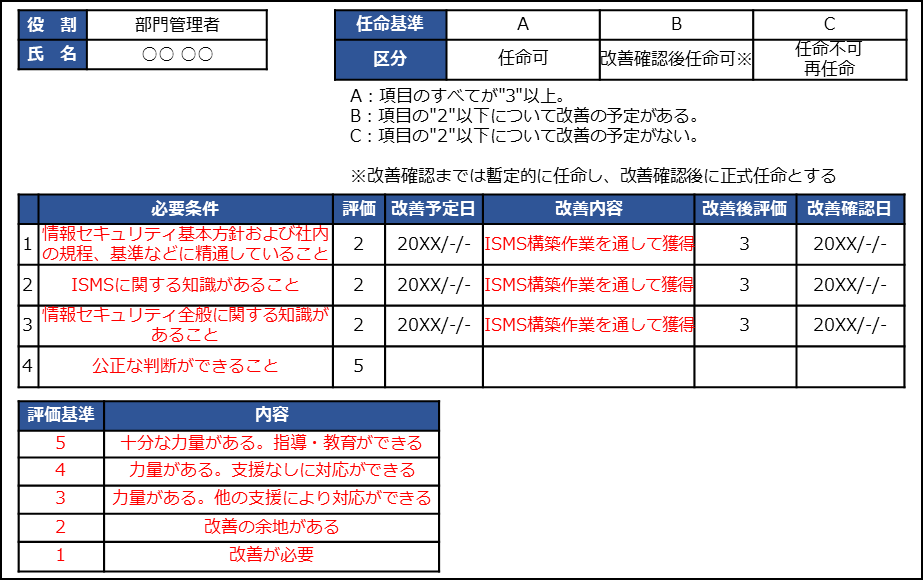 役 割 部門管理者
氏 名 ○○ ○○
任命基準 A B C
区分 任命可 改善確認後任命可※ 任命不可
再任命
A：項目のすべてが"3"以上。
B：項目の"2"以下について改善の予定がある。
C：項目の"2"以下について改善の予定がない。
※改善確認までは暫定的に任命し、改善確認後に正式任命とする
必要条件 評価 改善予定日 改善内容 改善後評価 改善確認日
1 情報セキュリティ基本方針および社内
の規程、基準などに精通していること 2 20XX/-/- ISMS構築作業を通して獲得 3 20XX/-/-
2 ISMSに関する知識があること 2 20XX/-/- ISMS構築作業を通して獲得 3 20XX/-/-
3 情報セキュリティ全般に関する知識が
あること 2 20XX/-/- ISMS構築作業を通して獲得 3 20XX/-/-
4 公正な判断ができること 5
評価基準 内容
5 十分な力量がある。指導・教育ができる
4 力量がある。支援なしに対応ができる
3 力量がある。他の支援により対応ができる
2 改善の余地がある
1 改善が必要